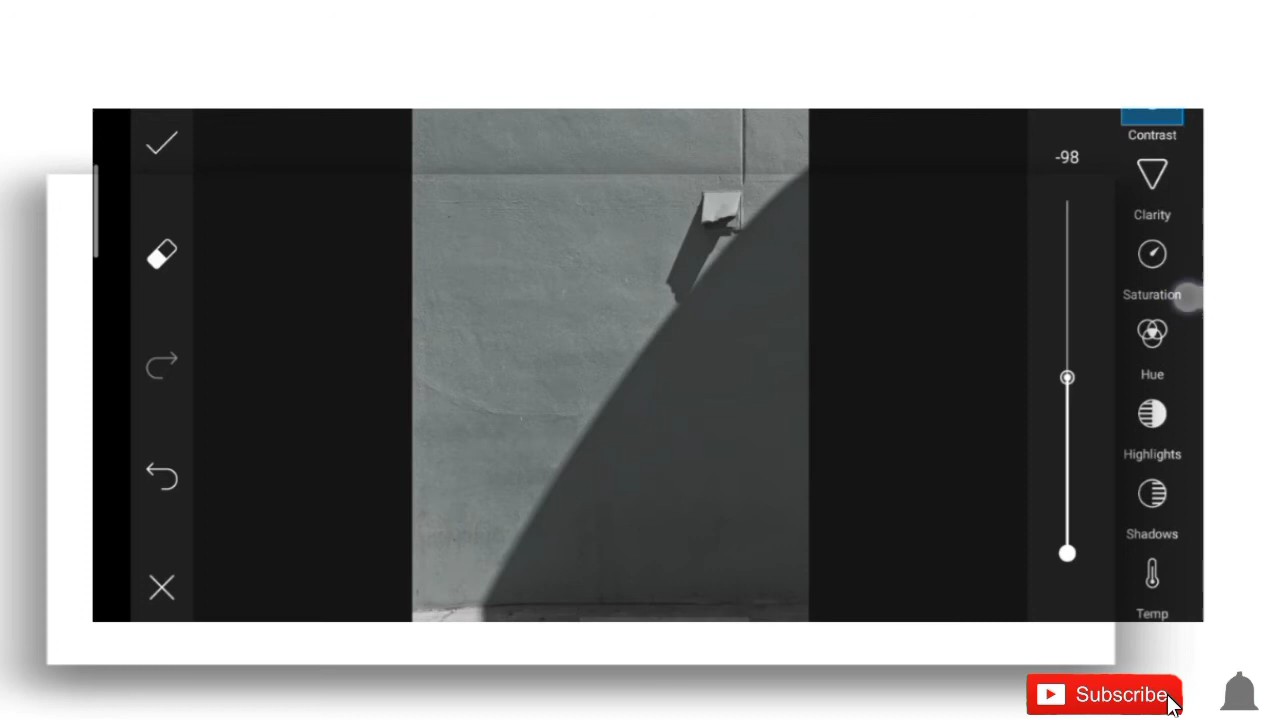 Contrast
-98
Clarity
Saturation
Hue
Highlights
Shadows
Temp
Subscribe